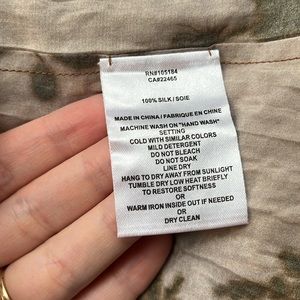 RN#105184
CA#22465
100% SILK / SOIE
MADE IN CHINA / FABRIQUE EN CHINE
MACHINE WASH ON "HAND WASH"
SETTING
COLD WITH SIMILAR COLORS
MILD DETERGENT
DO NOT BLEACH
DO NOT SOAK
LINE DRY
HANG TO DRY AWAY FROM SUNLIGHT
TUMBLE DRY LOW HEAT BRIEFLY
TO RESTORE SOFTNESS
OR
WARM IRON INSIDE OUT IF NEEDED
OR
DRY CLEAN